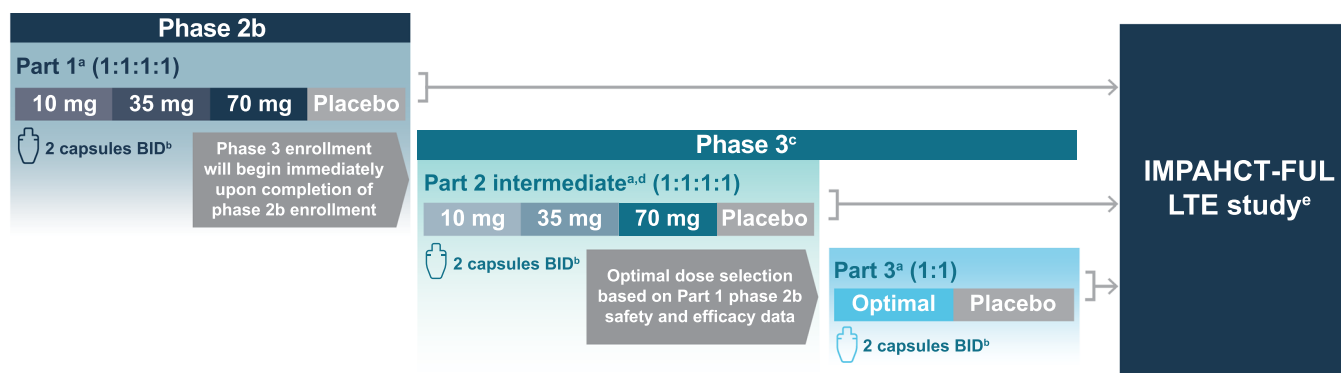 Phase 2b
Part 1ᵃ (1:1:1:1)
10 mg 35 mg 70 mg Placebo
2 capsules BIDᵇ
Phase 3 enrollment
will begin immediately
upon completion of
phase 2b enrollment
Phase 3ᶜ
Part 2 intermediateᵃ,ᵈ (1:1:1:1)
10 mg 35 mg 70 mg Placebo
2 capsules BIDᵇ
Optimal dose selection
based on Part 1 phase 2b
safety and efficacy data
Part 3ᵃ (1:1)
Optimal Placebo
2 capsules BIDᵇ
IMPAHCT-FUL
LTE studyᵉ